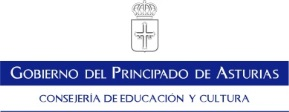 GOBIERNO DEL PRINCIPADO DE ASTURIAS
CONSEJERÍA DE EDUCACIÓN Y CULTURA